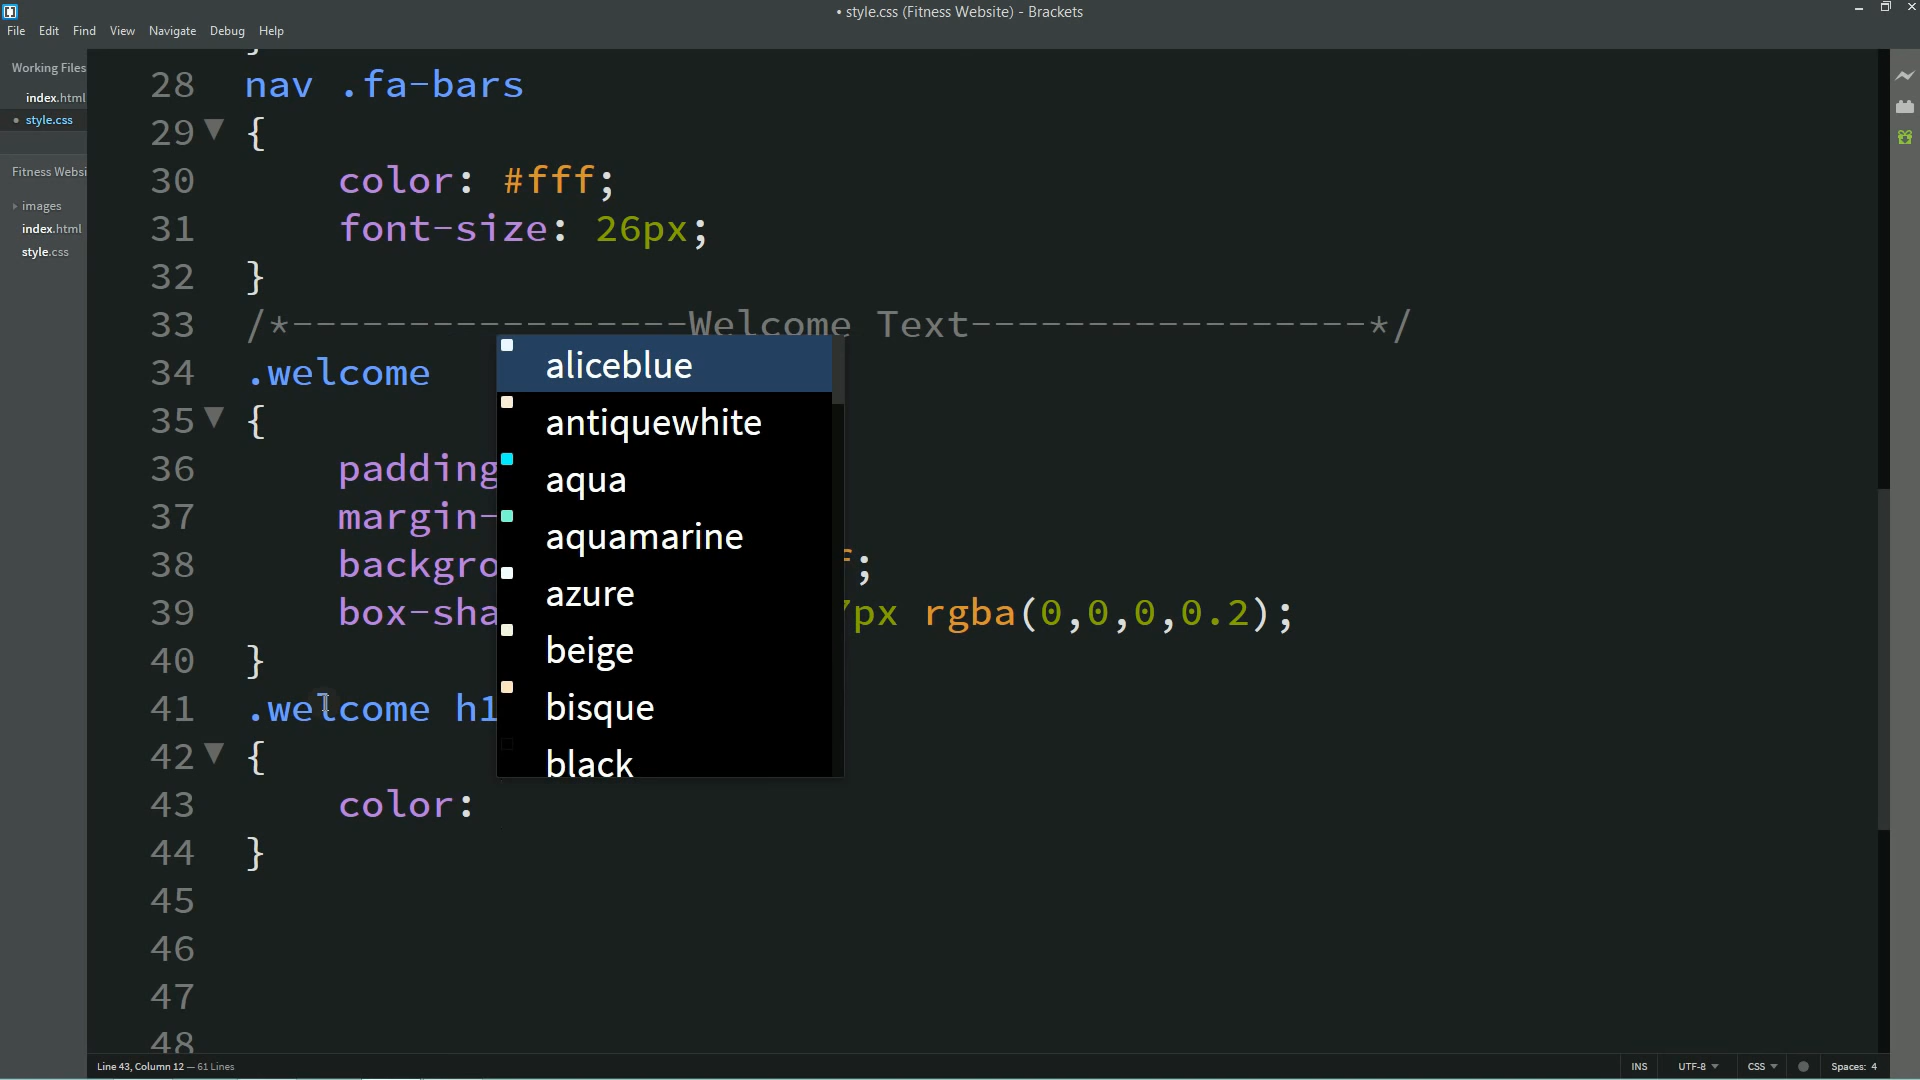 • style.css (Fitness Website) - Brackets
File Edit Find View Navigate Debug Help
Working Files
index.html
• style.css
Fitness Websi
images
index.html
style.css
28 nav .fa-bars
29 {
30 color: #fff;
31 font-size: 26px;
32 }
33 /*-----------------Welcome Text-----------------*/
34 .welcome
35 {
36 padding
37 margin-
38 backgro f;
39 box-sha 7px rgba(0,0,0,0.2);
40 }
41 .welcome h1
42 {
43 color:
44 }
45
46
47
48
aliceblue
antiquewhite
aqua
aquamarine
azure
beige
bisque
black
Line 43, Column 12 — 61 Lines
INS UTF-8 CSS Spaces: 4